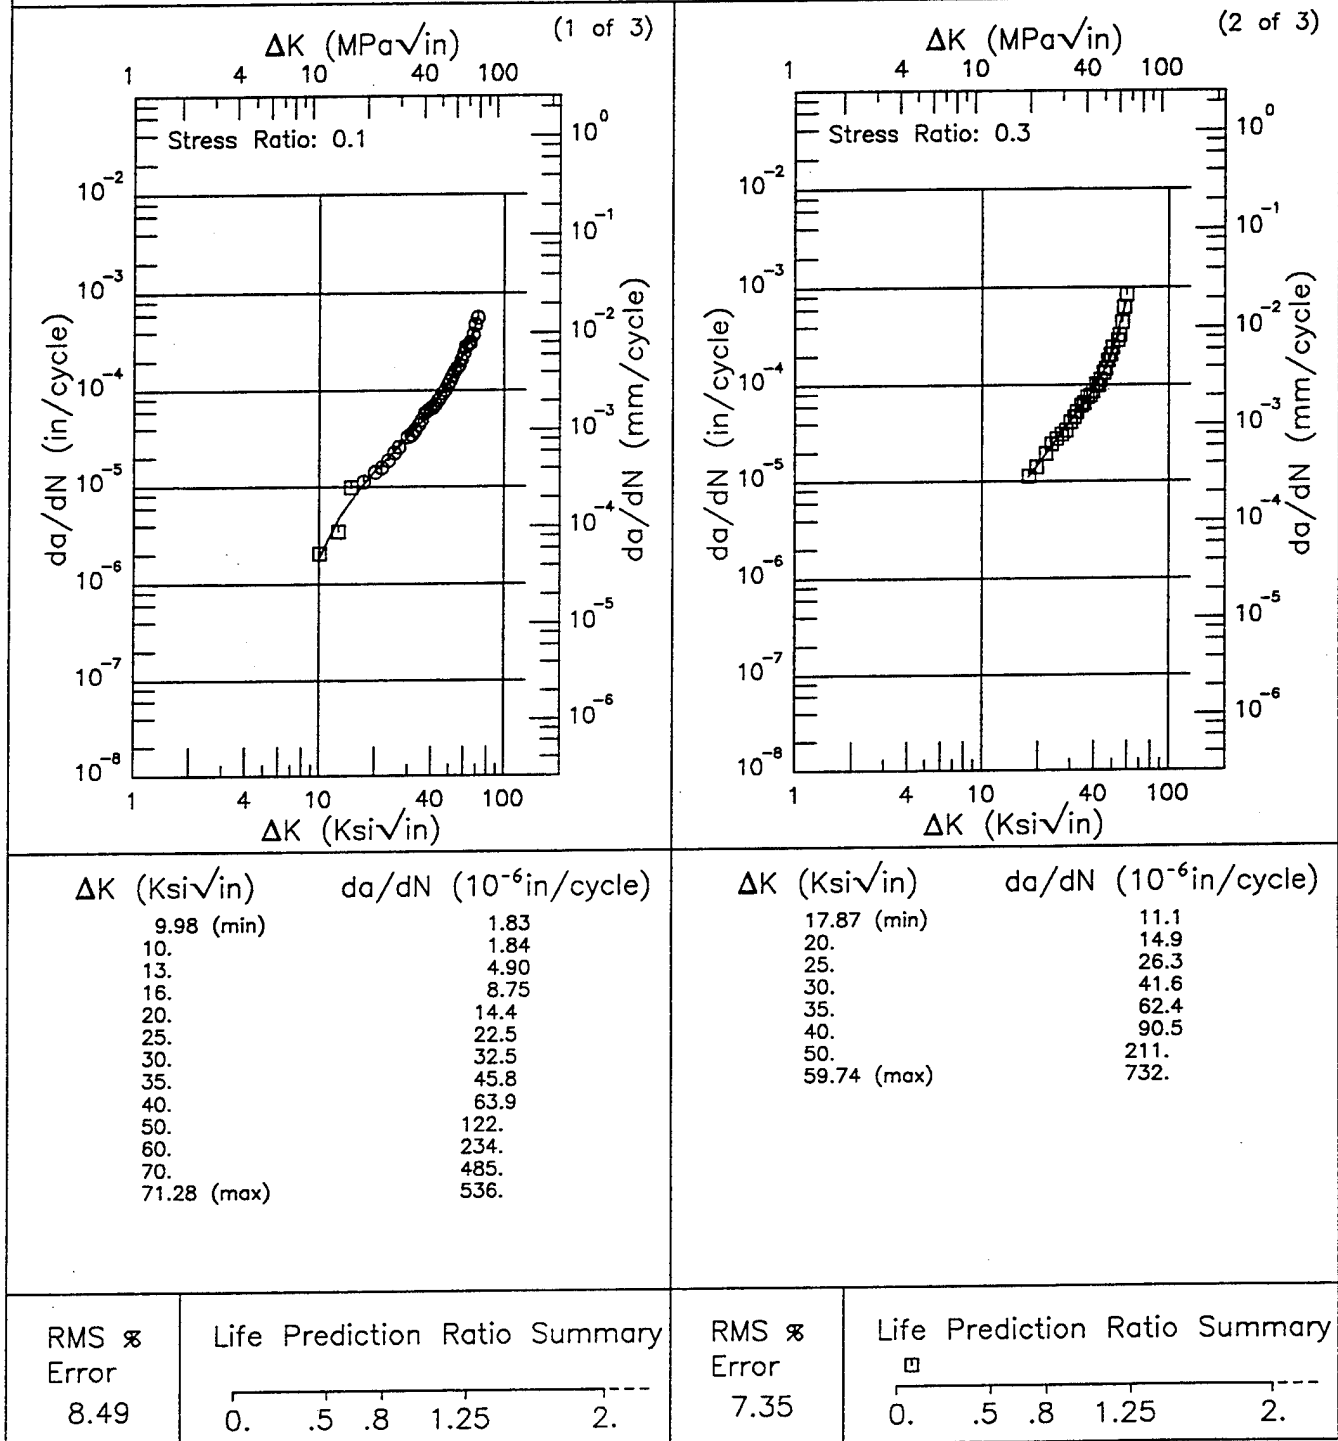 (1 of 3)
ΔK (MPa√in)
1 4 10 40 100
Stress Ratio: 0.1
10⁻²
10⁻³
10⁻⁴
10⁻⁵
10⁻⁶
10⁻⁷
10⁻⁸
da/dN (in/cycle)
10⁰
10⁻¹
10⁻²
10⁻³
10⁻⁴
10⁻⁵
10⁻⁶
da/dN (mm/cycle)
1 4 10 40 100
ΔK (Ksi√in)
ΔK (Ksi√in) da/dN (10⁻⁶in/cycle)
9.98 (min) 1.83
10. 1.84
13. 4.90
16. 8.75
20. 14.4
25. 22.5
30. 32.5
35. 45.8
40. 63.9
50. 122.
60. 234.
70. 485.
71.28 (max) 536.
RMS %
Error
8.49
Life Prediction Ratio Summary
0. .5 .8 1.25 2.
(2 of 3)
ΔK (MPa√in)
1 4 10 40 100
Stress Ratio: 0.3
10⁻²
10⁻³
10⁻⁴
10⁻⁵
10⁻⁶
10⁻⁷
10⁻⁸
da/dN (in/cycle)
10⁰
10⁻¹
10⁻²
10⁻³
10⁻⁴
10⁻⁵
10⁻⁶
da/dN (mm/cycle)
1 4 10 40 100
ΔK (Ksi√in)
ΔK (Ksi√in) da/dN (10⁻⁶in/cycle)
17.87 (min) 11.1
20. 14.9
25. 26.3
30. 41.6
35. 62.4
40. 90.5
50. 211.
59.74 (max) 732.
RMS %
Error
7.35
Life Prediction Ratio Summary
0. .5 .8 1.25 2.